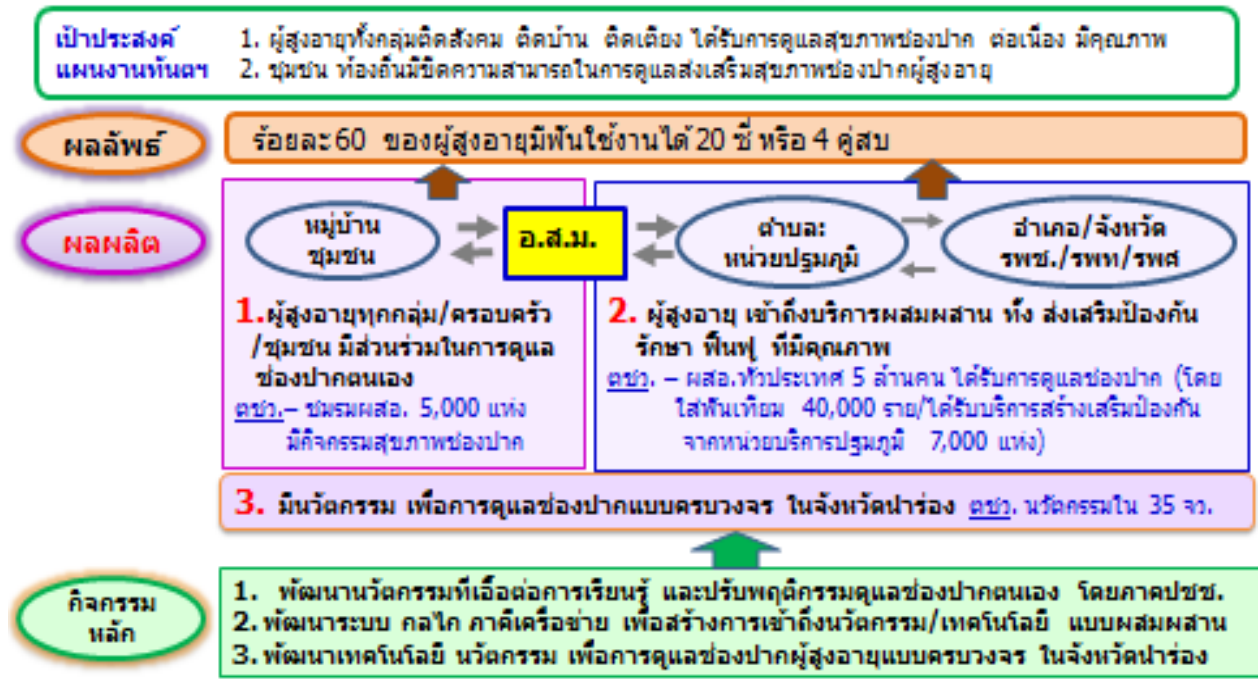 เป้าประสงค์
แผนงานทันตฯ
1. ผู้สูงอายุทั้งกลุ่มติดสังคม ติดบ้าน ติดเตียง ได้รับการดูแลสุขภาพช่องปาก ต่อเนื่อง มีคุณภาพ
2. ชุมชน ท้องถิ่นมีขีดความสามารถในการดูแลส่งเสริมสุขภาพช่องปากผู้สูงอายุ
ผลลัพธ์
ร้อยละ60 ของผู้สูงอายุมีฟันใช้งานได้ 20 ซี่ หรือ 4 คู่สบ
ผลผลิต
หมู่บ้าน
ชุมชน
อ.ส.ม.
ตำบล:
หน่วยปฐมภูมิ
อำเภอ/จังหวัด
รพช./รพท/รพศ
1.ผู้สูงอายุทุกกลุ่ม/ครอบครัว
/ชุมชน มีส่วนร่วมในการดูแล
ช่องปากตนเอง
ตชว.– ชมรมผสอ. 5,000 แห่ง
มีกิจกรรมสุขภาพช่องปาก
2. ผู้สูงอายุ เข้าถึงบริการผสมผสาน ทั้ง ส่งเสริมป้องกัน
รักษา ฟื้นฟู ที่มีคุณภาพ
ตชว. – ผสอ.ทั่วประเทศ 5 ล้านคน ได้รับการดูแลช่องปาก (โดย
ใส่ฟันเทียม 40,000 ราย/ได้รับบริการสร้างเสริมป้องกัน
จากหน่วยบริการปฐมภูมิ 7,000 แห่ง)
3. มีนวัตกรรม เพื่อการดูแลช่องปากแบบครบวงจร ในจังหวัดนำร่อง ตชว. นวัตกรรมใน 35 จว.
กิจกรรม
หลัก
1. พัฒนานวัตกรรมที่เอื้อต่อการเรียนรู้ และปรับพฤติกรรมดูแลช่องปากตนเอง โดยภาคปชช.
2. พัฒนาระบบ กลไก ภาคีเครือข่าย เพื่อสร้างการเข้าถึงนวัตกรรม/เทคโนโลยี แบบผสมผสาน
3. พัฒนาเทคโนโลยี นวัตกรรม เพื่อการดูแลช่องปากผู้สูงอายุแบบครบวงจร ในจังหวัดนำร่อง